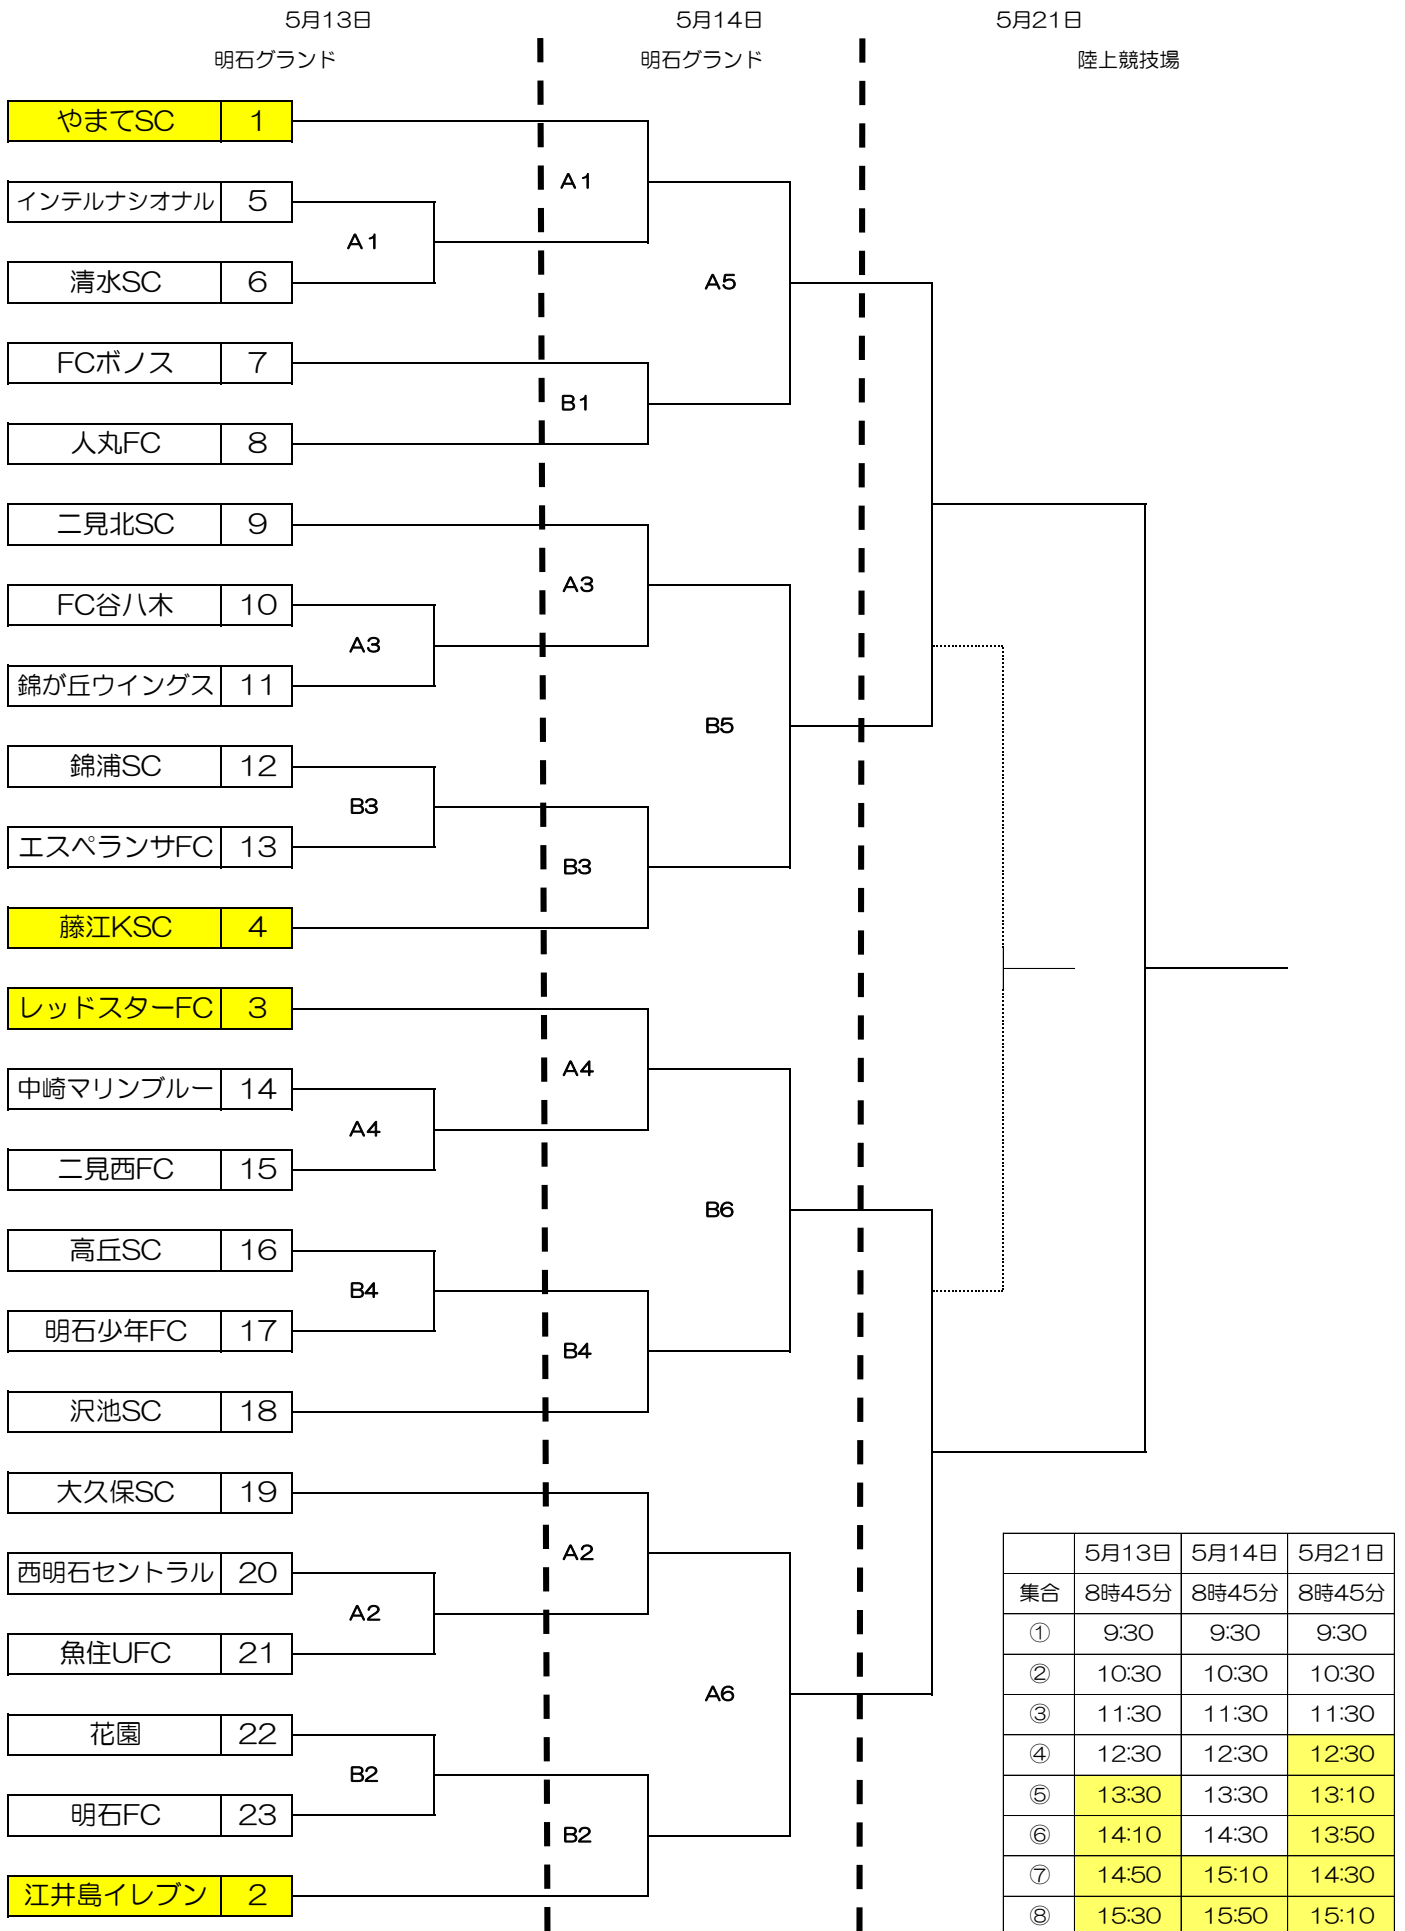 5月13日 5月14日 5月21日
明石グランド 明石グランド 陸上競技場
やまてSC 1
A1
インテルナシオナル 5
A1
清水SC 6
A5
FCボノス 7
B1
人丸FC 8
二見北SC 9
A3
FC谷八木 10
A3
錦が丘ウイングス 11
B5
錦浦SC 12
B3
エスペランサFC 13
B3
藤江KSC 4
レッドスターFC 3
A4
中崎マリンブルー 14
A4
二見西FC 15
B6
高丘SC 16
B4
明石少年FC 17
B4
沢池SC 18
大久保SC 19
A2
西明石セントラル 20
A2
魚住UFC 21
A6
花園 22
B2
明石FC 23
B2
江井島イレブン 2
5月13日 5月14日 5月21日
集合 8時45分 8時45分 8時45分
① 9:30 9:30 9:30
② 10:30 10:30 10:30
③ 11:30 11:30 11:30
④ 12:30 12:30 12:30
⑤ 13:30 13:30 13:10
⑥ 14:10 14:30 13:50
⑦ 14:50 15:10 14:30
⑧ 15:30 15:50 15:10